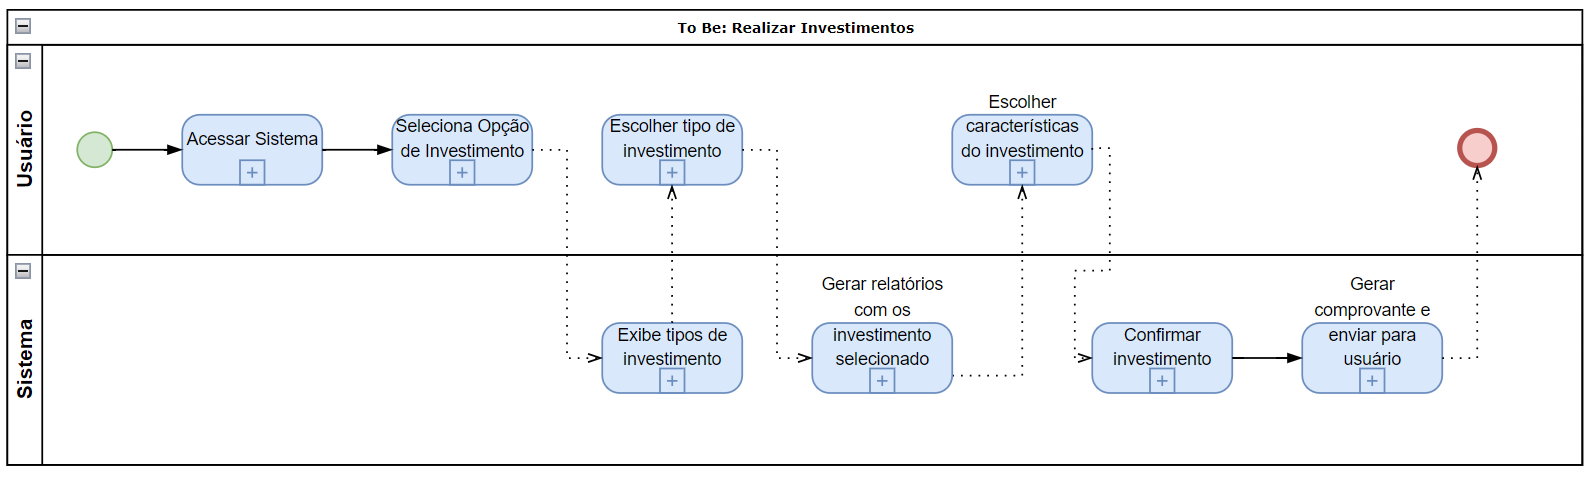 To Be: Realizar Investimentos
Usuário
Acessar Sistema
Seleciona Opção
de Investimento
Escolher tipo de
investimento
Escolher
características
do investimento
Sistema
Exibe tipos de
investimento
Gerar relatórios
com os
investimento
selecionado
Confirmar
investimento
Gerar
comprovante e
enviar para
usuário